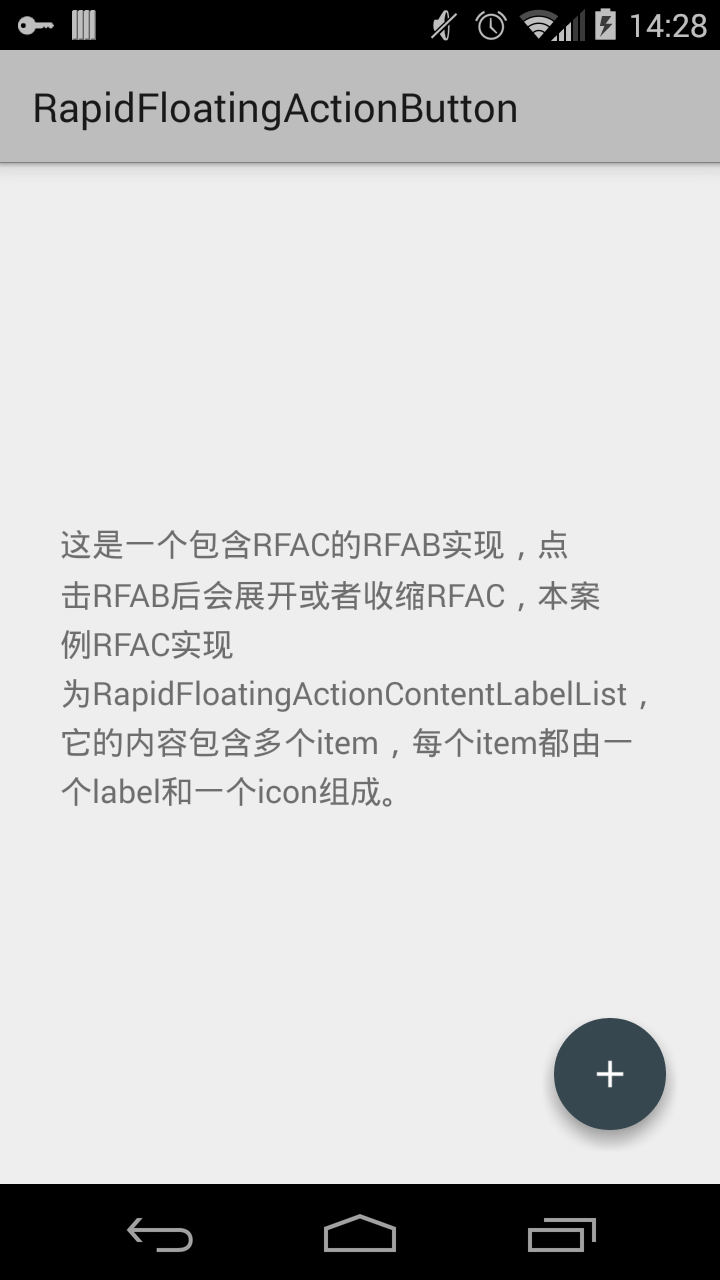 14:28
RapidFloatingActionButton
这是一个包含RFAC的RFAB实现，点
击RFAB后会展开或者收缩RFAC，本案
例RFAC实现
为RapidFloatingActionContentLabelList，
它的内容包含多个item，每个item都由一
个label和一个icon组成。